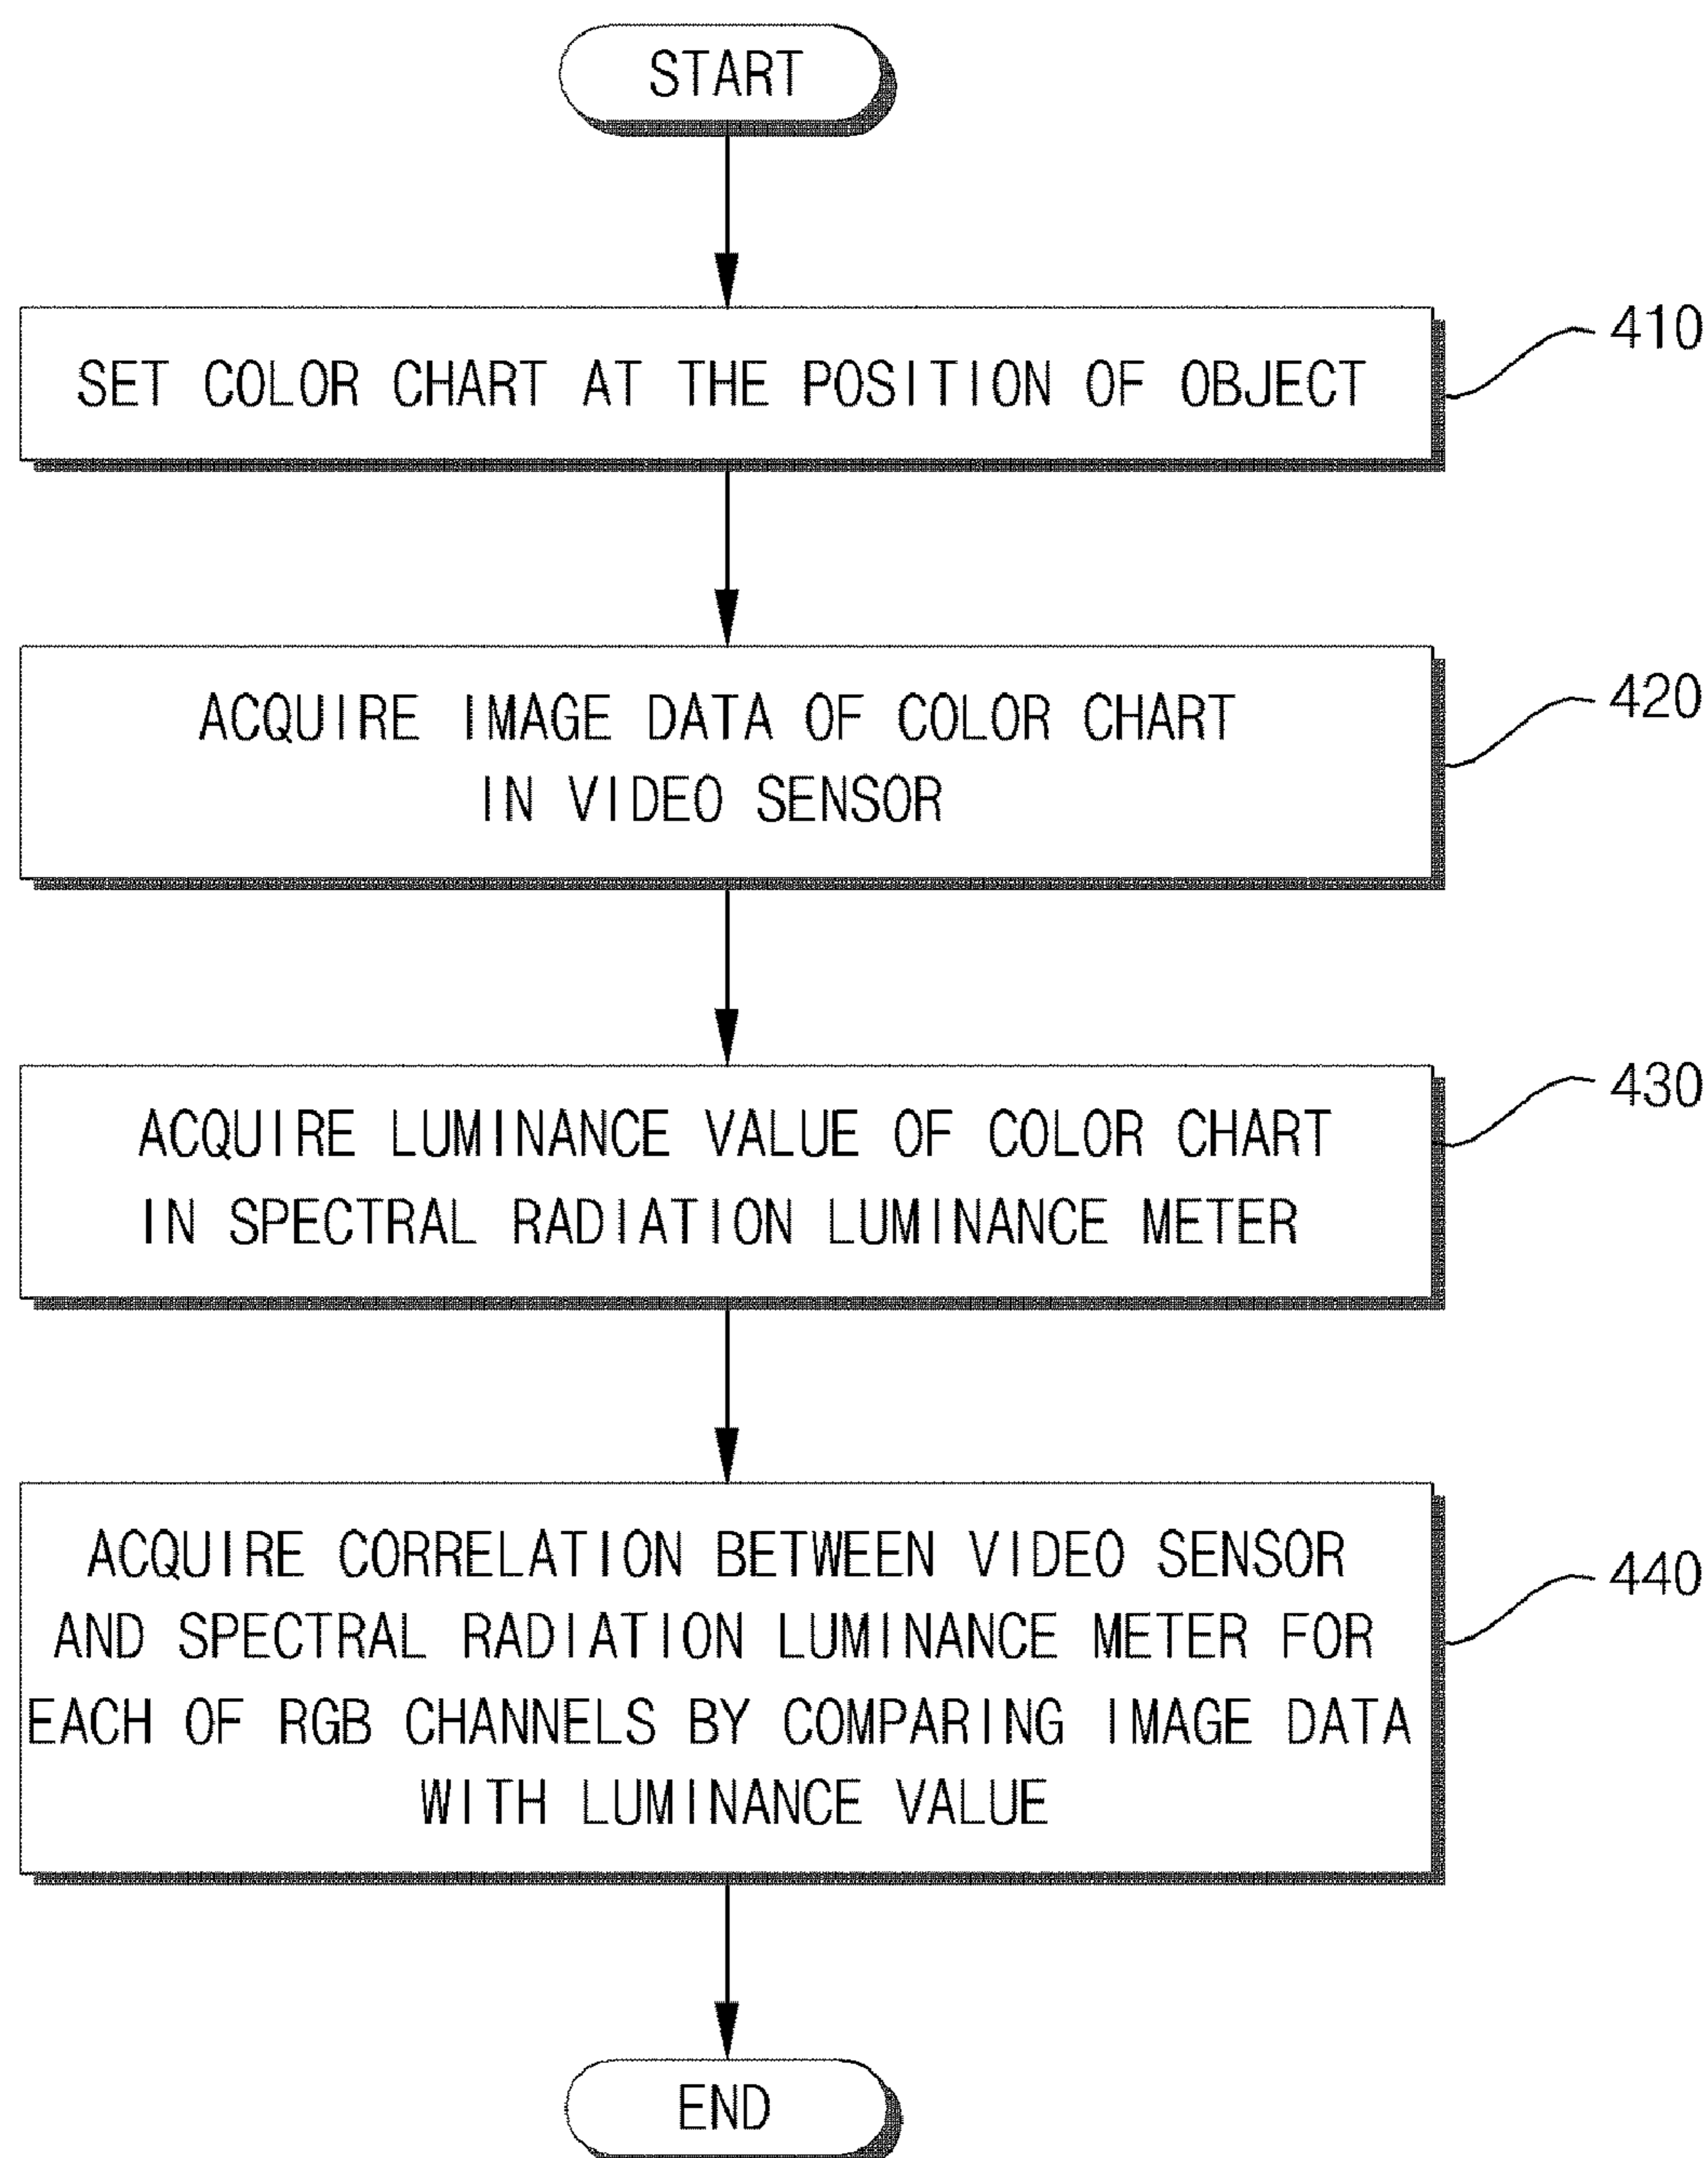 START
SET COLOR CHART AT THE POSITION OF OBJECT
410
ACQUIRE IMAGE DATA OF COLOR CHART
IN VIDEO SENSOR
420
ACQUIRE LUMINANCE VALUE OF COLOR CHART
IN SPECTRAL RADIATION LUMINANCE METER
430
ACQUIRE CORRELATION BETWEEN VIDEO SENSOR
AND SPECTRAL RADIATION LUMINANCE METER FOR
EACH OF RGB CHANNELS BY COMPARING IMAGE DATA
WITH LUMINANCE VALUE
440
END